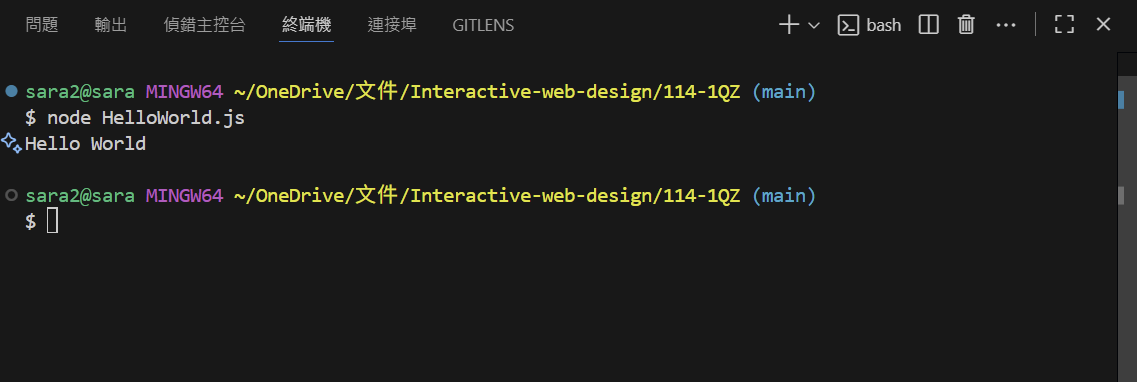 問題 輸出 偵錯主控台 終端機 連接埠 GITLENS bash
sara2@sara MINGW64 ~/OneDrive/文件/Interactive-web-design/114-1QZ (main)
$ node HelloWorld.js
Hello World
sara2@sara MINGW64 ~/OneDrive/文件/Interactive-web-design/114-1QZ (main)
$